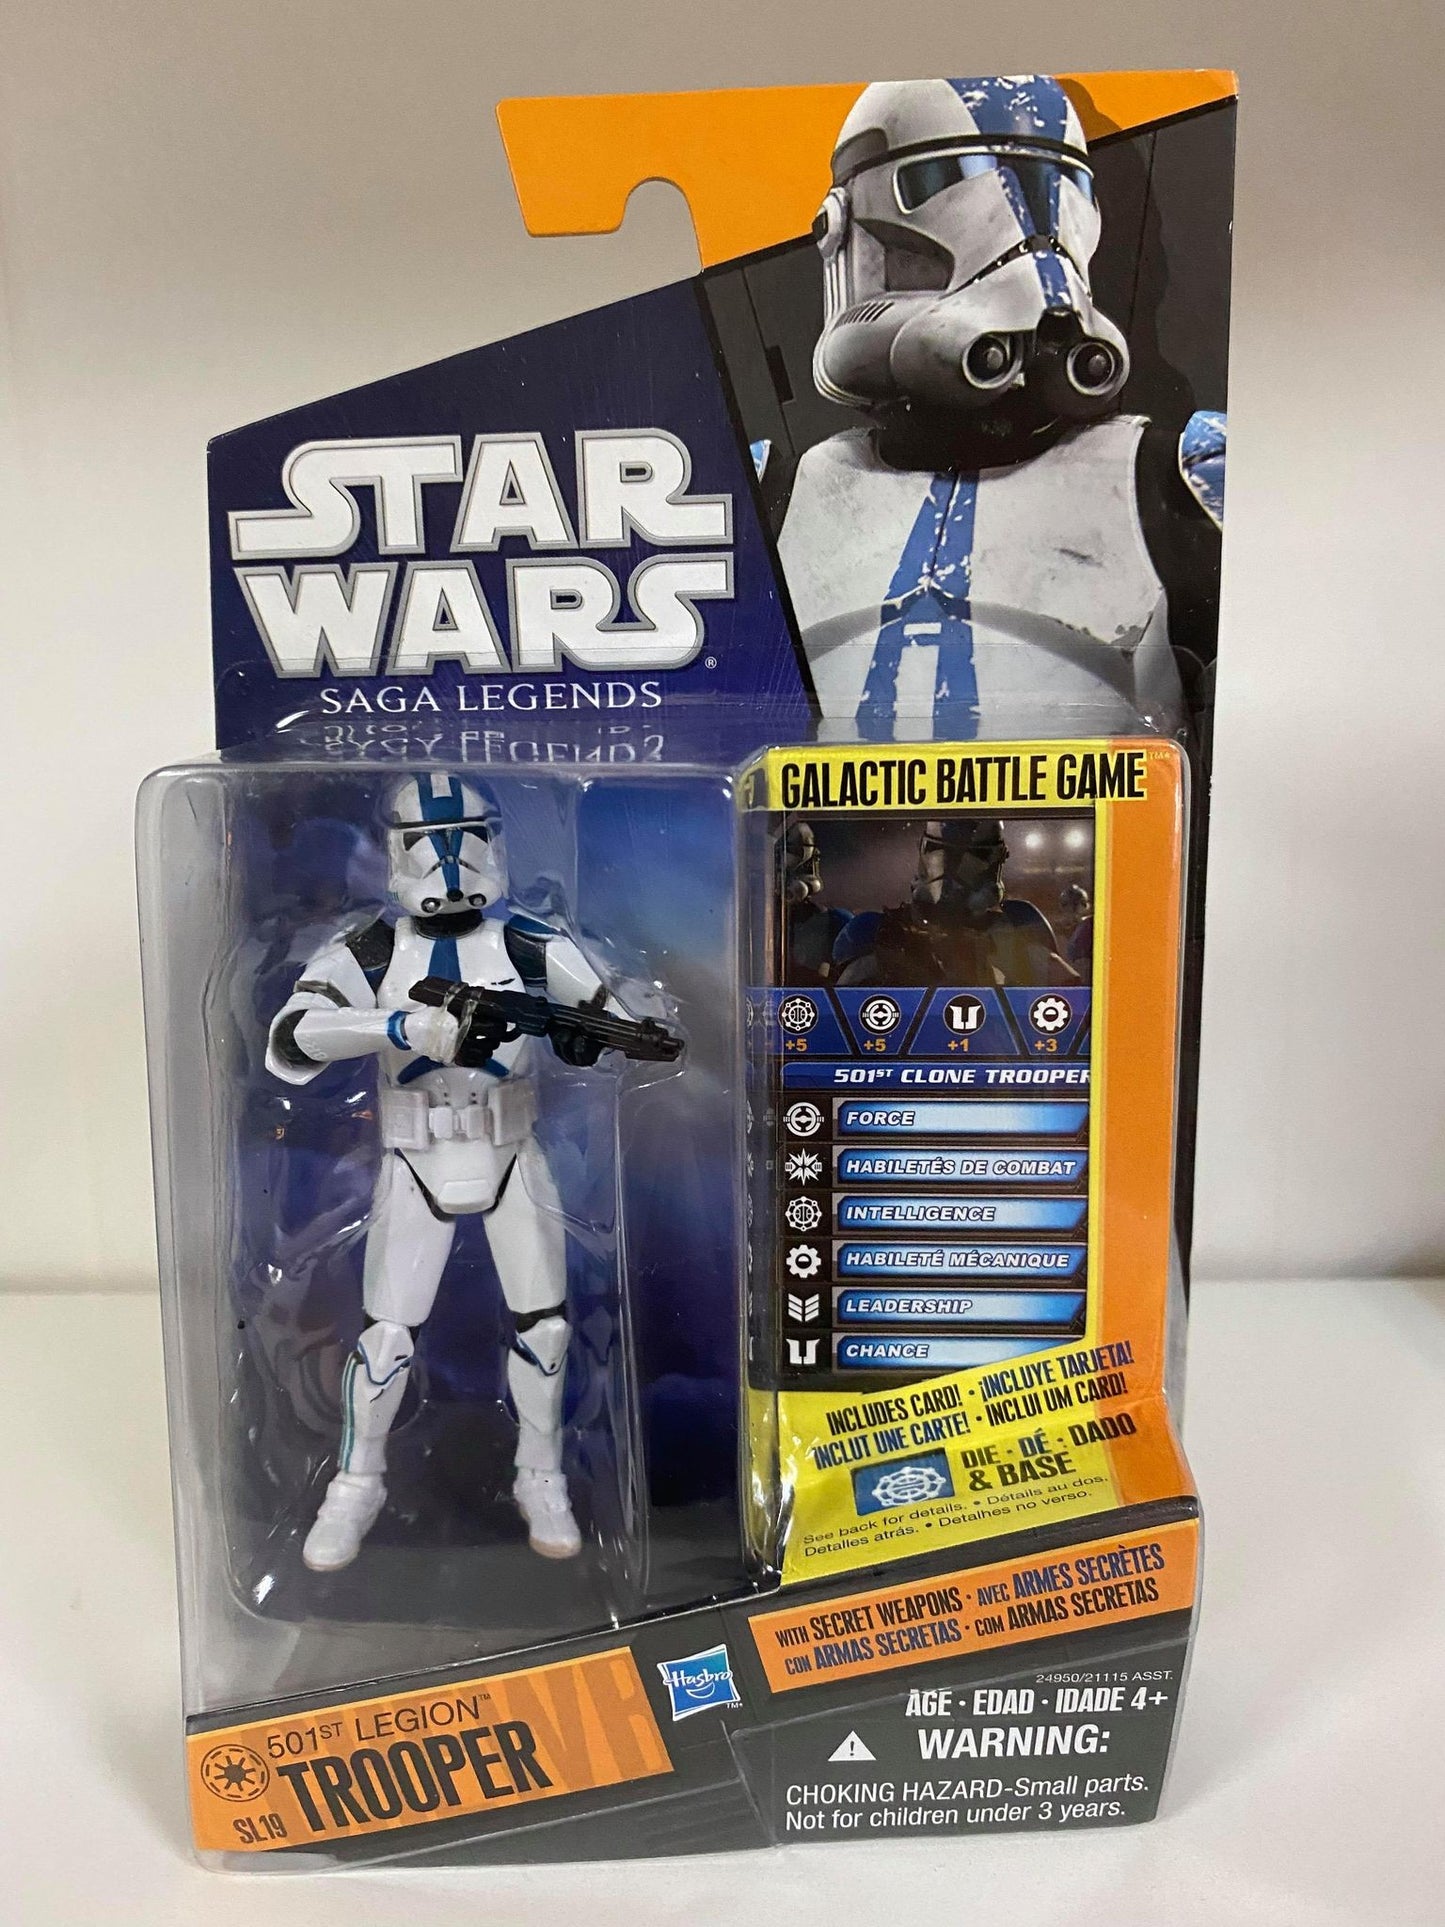 STAR
WARS®
SAGA LEGENDS
GALACTIC BATTLE GAME™*
+5 +5 +1 +3
501ST CLONE TROOPER
FORCE
HABILETÉS DE COMBAT
INTELLIGENCE
HABILETÉ MÉCANIQUE
LEADERSHIP
CHANCE
INCLUDES CARD! • ¡INCLUYE TARJETA!
INCLUT UNE CARTE! • INCLUI UM CARD!
DIE • DÉ • DADO
& BASE
See back for details. • Détails au dos.
Detalles atrás. • Detalhes no verso.
WITH SECRET WEAPONS • AVEC ARMES SECRÈTES
CON ARMAS SECRETAS • COM ARMAS SECRETAS
24950/21115 ASST.
ÂGE • EDAD • IDADE 4+
WARNING:
CHOKING HAZARD-Small parts.
Not for children under 3 years.
Hasbro
TM*
501ST LEGION™
TROOPER
SL19